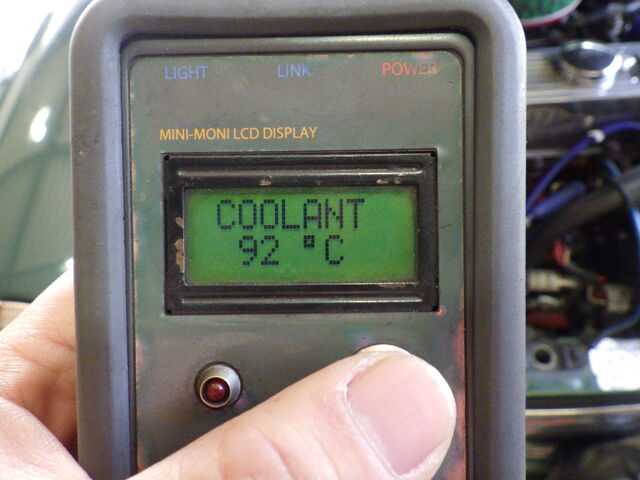 LIGHT LINK POWER
MINI-MONI LCD DISPLAY
COOLANT
92 °C